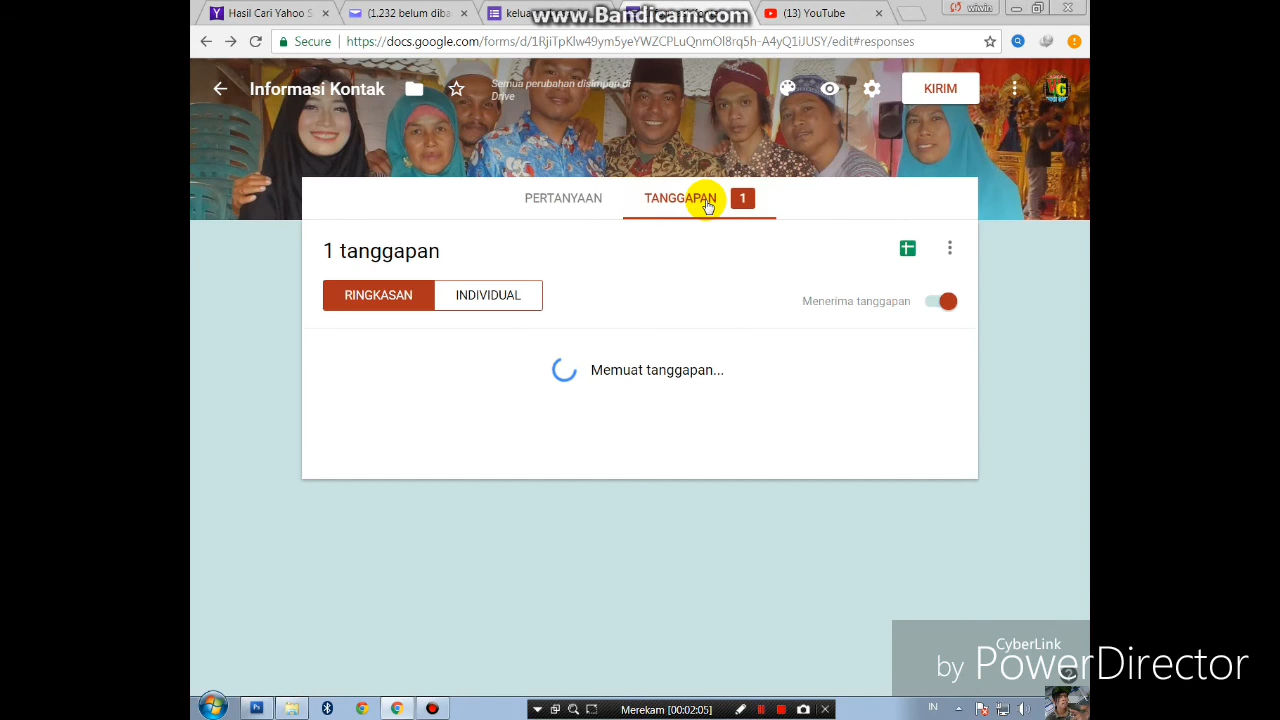 Hasil Cari Yahoo S
(1.232 belum diba
(13) YouTube
wiwin
www.Bandicam.com
Secure
https://docs.google.com/forms/d/1RjiTpKlw49ym5yeYWZCPLuQnmOl8rq5h-A4yQ1iJUSY/edit#responses
Informasi Kontak
Semua perubahan disimpan di
Drive
KIRIM
PERTANYAAN
TANGGAPAN
1
1 tanggapan
RINGKASAN
INDIVIDUAL
Menerima tanggapan
Memuat tanggapan...
CyberLink
by PowerDirector
Merekam [00:02:05]
IN